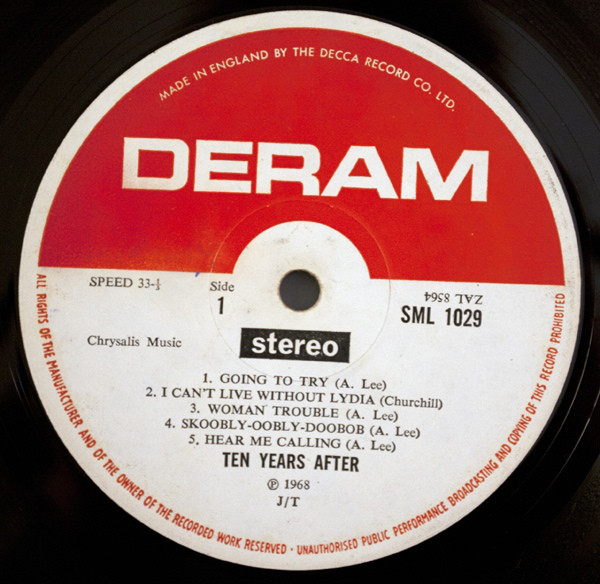 MADE IN ENGLAND BY THE DECCA RECORD CO. LTD.
DERAM
SPEED 33-⅓
Side
1
ZAL 8564
SML 1029
Chrysalis Music
stereo
1. GOING TO TRY (A. Lee)
2. I CAN'T LIVE WITHOUT LYDIA (Churchill)
3. WOMAN TROUBLE (A. Lee)
4. SKOOBLY-OOBLY-DOOBOB (A. Lee)
5. HEAR ME CALLING (A. Lee)
TEN YEARS AFTER
℗ 1968
J/T
ALL RIGHTS OF THE MANUFACTURER AND OF THE OWNER OF THE RECORDED WORK RESERVED · UNAUTHORISED PUBLIC PERFORMANCE BROADCASTING AND COPYING OF THIS RECORD PROHIBITED